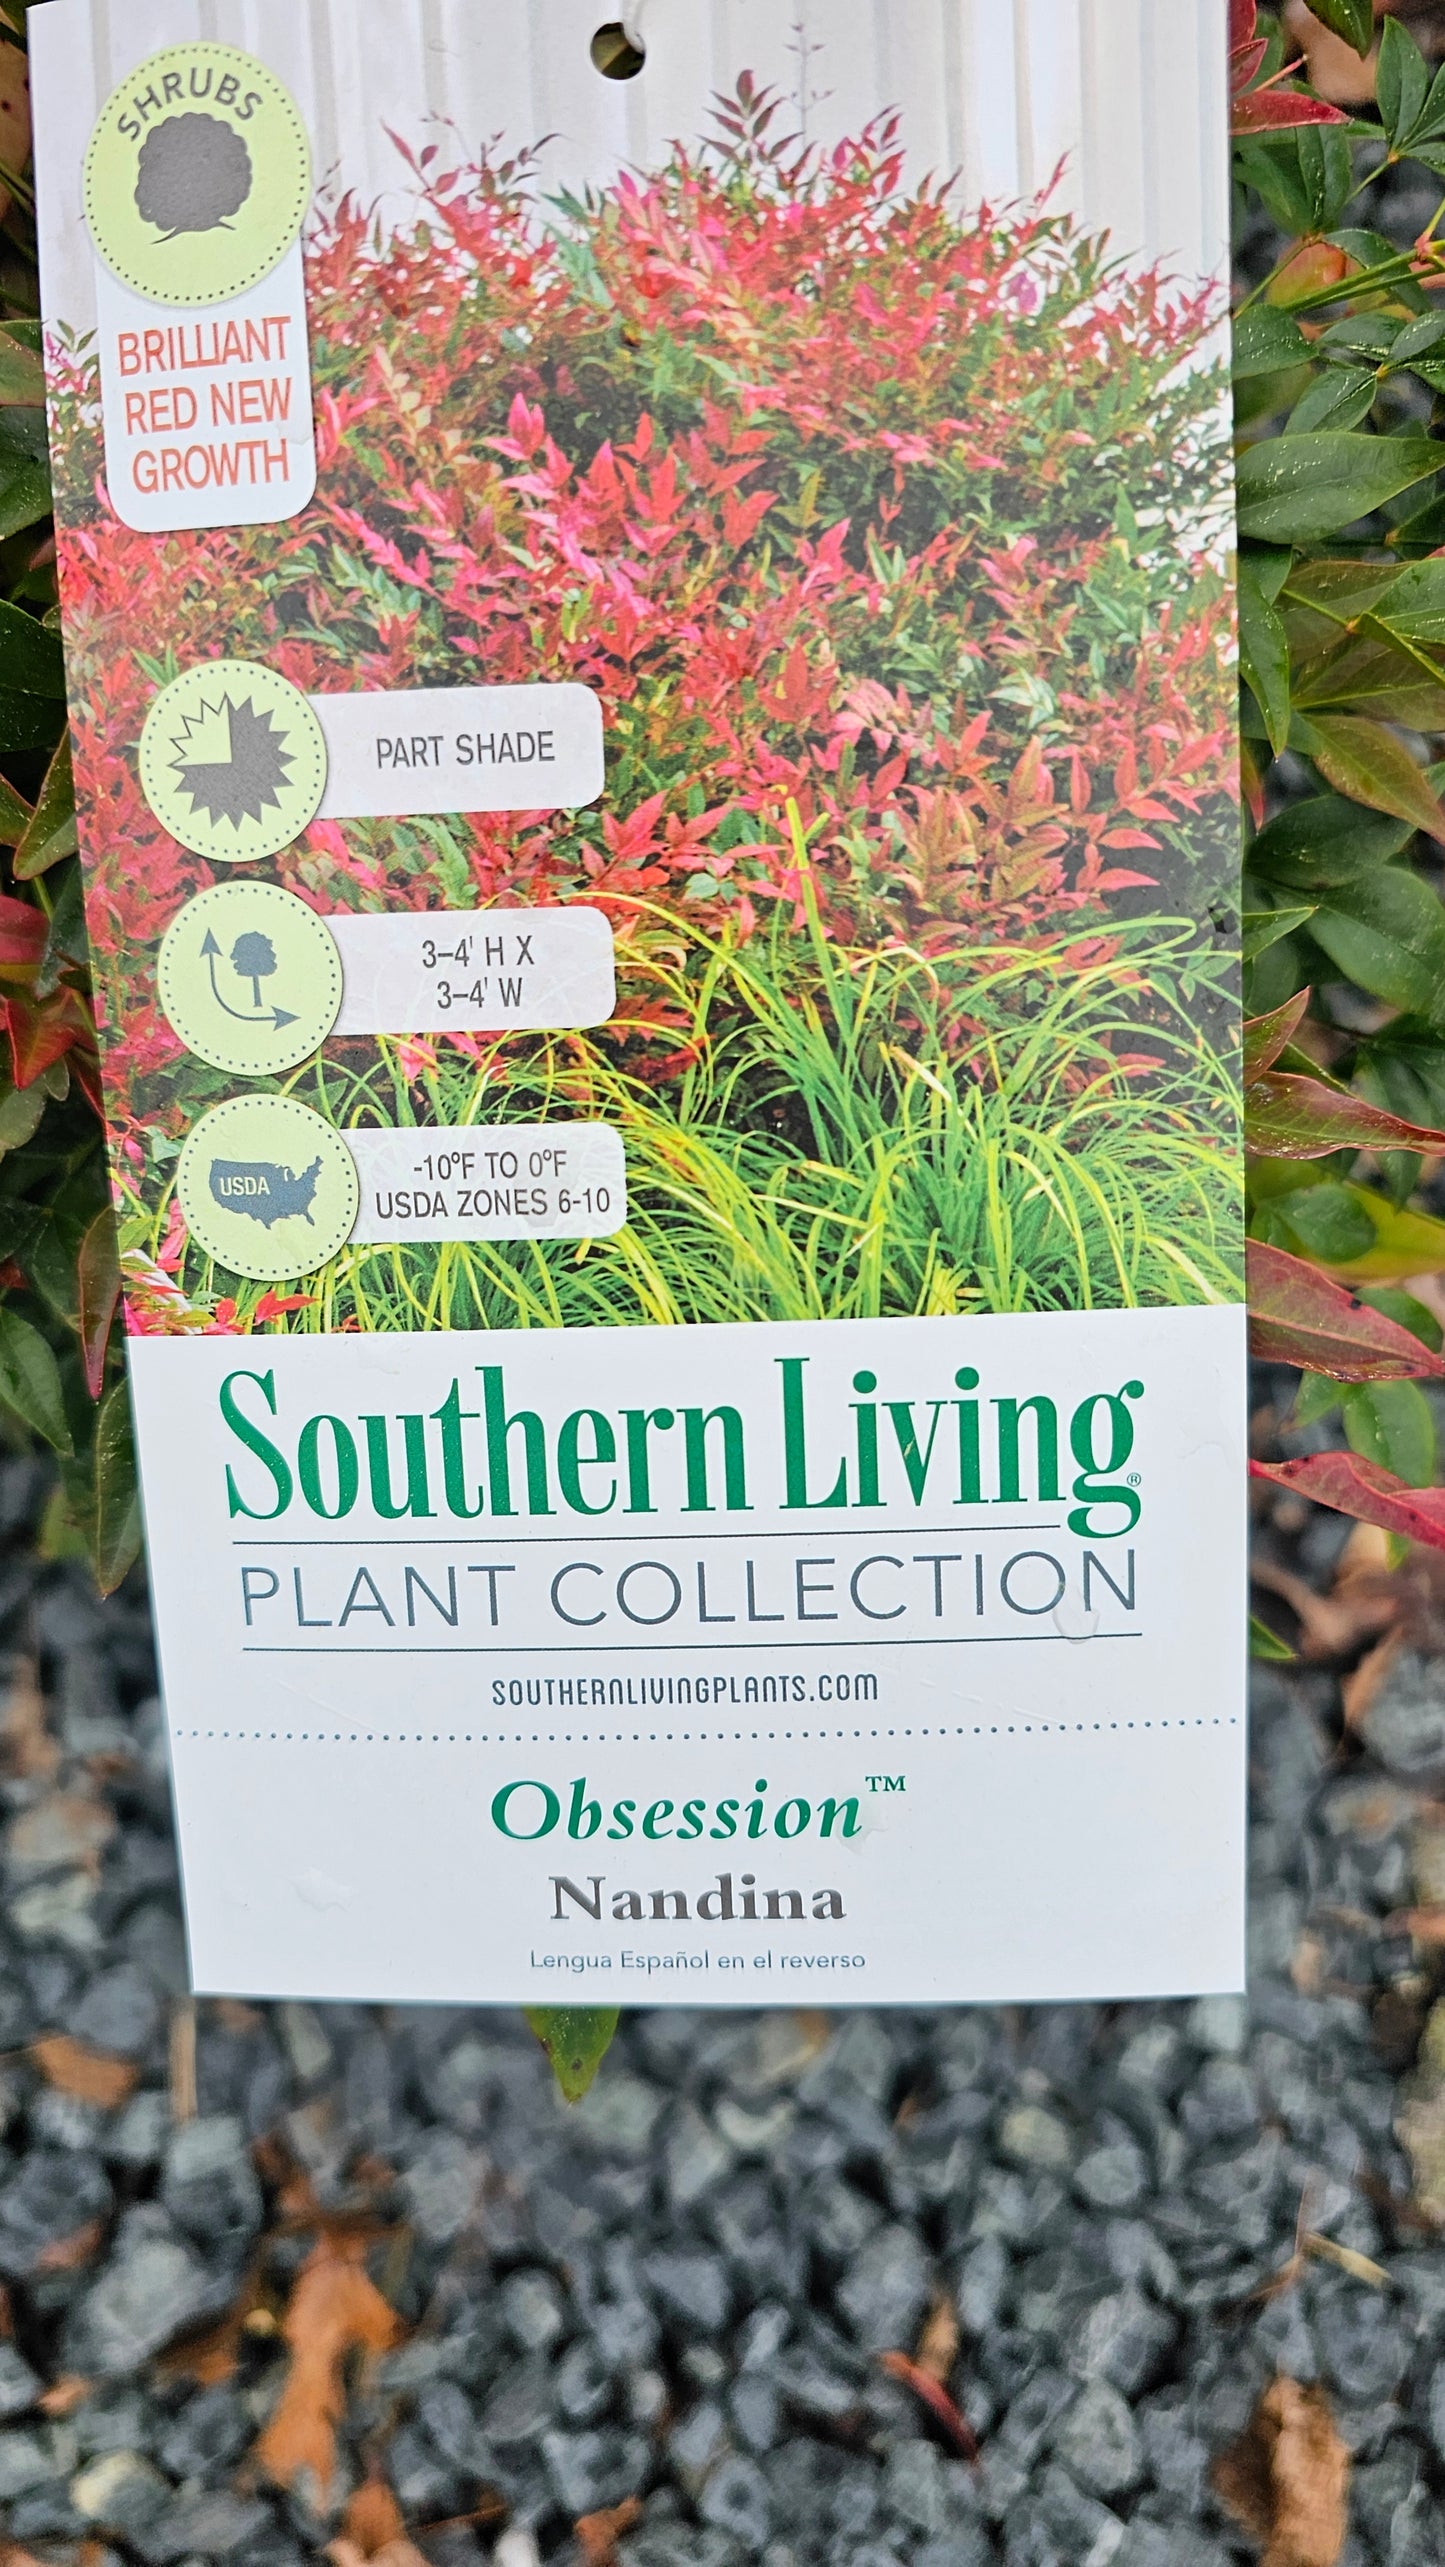 SHRUBS
BRILLIANT
RED NEW
GROWTH
PART SHADE
3–4' H X
3–4' W
USDA
-10°F TO 0°F
USDA ZONES 6-10
Southern Living®
PLANT COLLECTION
SOUTHERNLIVINGPLANTS.COM
Obsession™
Nandina
Lengua Español en el reverso